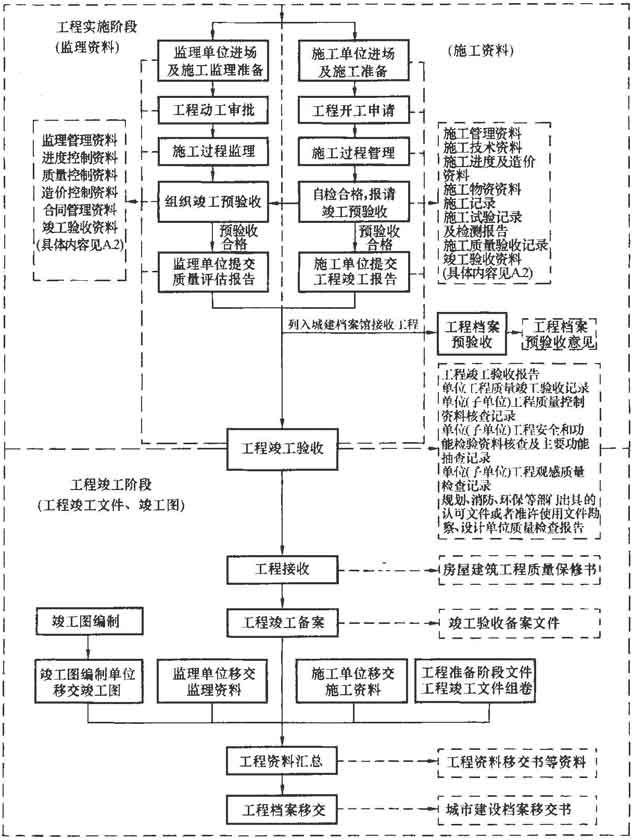 工程实施阶段
(监理资料)
(施工资料)
监理单位进场
及施工监理准备
施工单位进场
及施工准备
工程动工审批
工程开工申请
施工过程监理
施工过程管理
组织竣工预验收
自检合格,报请
竣工预验收
监理管理资料
进度控制资料
质量控制资料
造价控制资料
合同管理资料
竣工验收资料
(具体内容见A.2)
施工管理资料
施工技术资料
施工进度及造价
资料
施工物资资料
施工记录
施工试验记录
及检测报告
施工质量验收记录
竣工验收资料
(具体内容见A.2)
预验收
合格
预验收
合格
监理单位提交
质量评估报告
施工单位提交
工程竣工报告
列入城建档案馆接收工程
工程档案
预验收
工程档案
预验收意见
工程竣工验收
工程竣工验收报告
单位工程质量竣工验收记录
单位(子单位)工程质量控制
资料核查记录
单位(子单位)工程安全和功
能检验资料核查及主要功能
抽查记录
单位(子单位)工程观感质量
检查记录
规划、消防、环保等部门出具的
认可文件或者准许使用文件勘
察、设计单位质量检查报告
工程竣工阶段
(工程竣工文件、竣工图)
工程接收
房屋建筑工程质量保修书
竣工图编制
工程竣工备案
竣工验收备案文件
竣工图编制单位
移交竣工图
监理单位移交
监理资料
施工单位移交
施工资料
工程准备阶段文件
工程竣工文件组卷
工程资料汇总
工程资料移交书等资料
工程档案移交
城市建设档案移交书